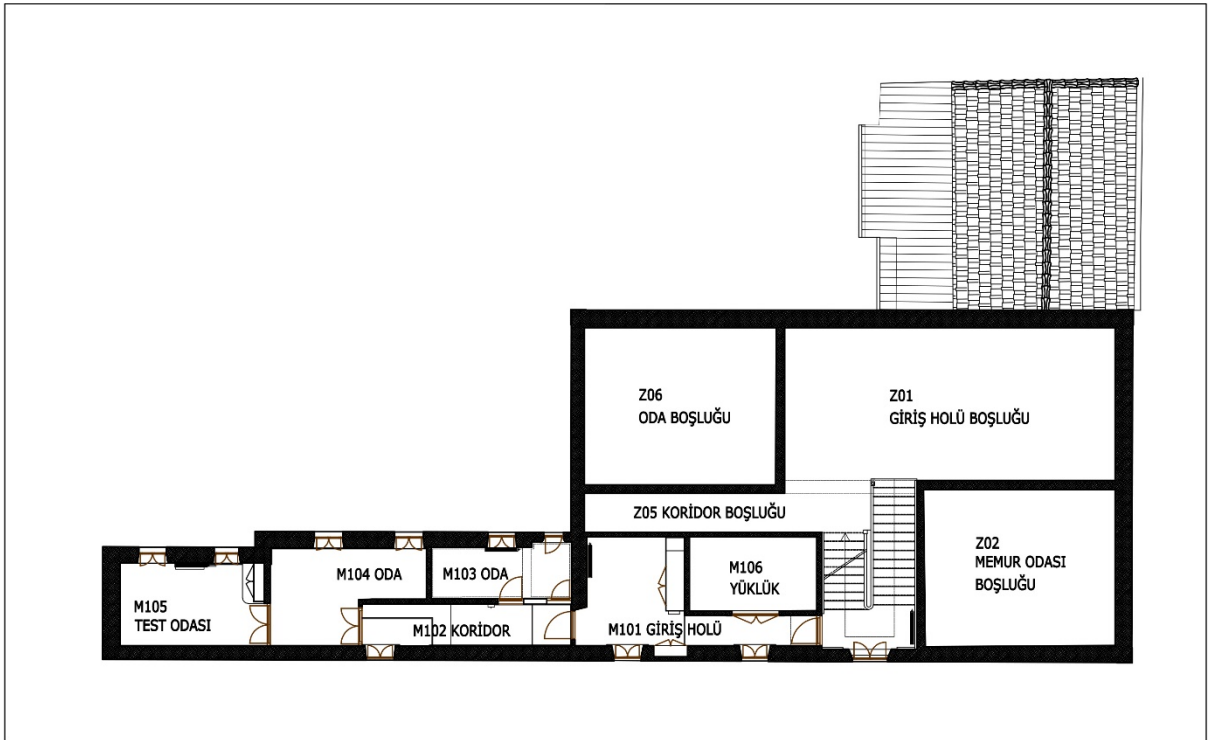 Z06
ODA BOŞLUĞU
Z01
GİRİŞ HOLÜ BOŞLUĞU
Z05 KORİDOR BOŞLUĞU
Z02
MEMUR ODASI
BOŞLUĞU
M105
TEST ODASI
M104 ODA
M103 ODA
M102 KORİDOR
M101 GİRİŞ HOLÜ
M106
YÜKLÜK